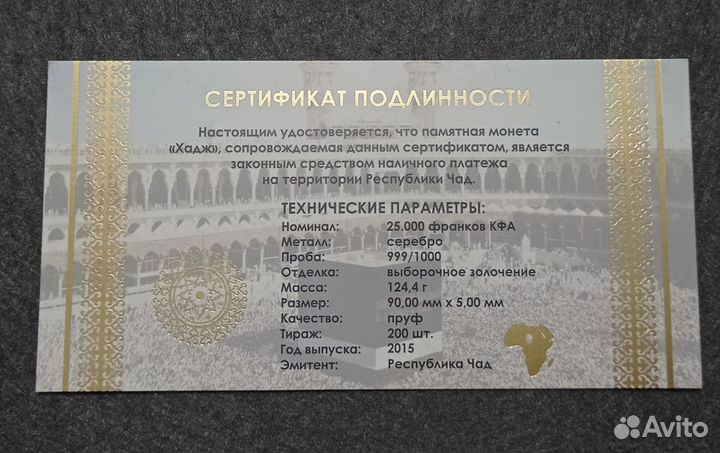 СЕРТИФИКАТ ПОДЛИННОСТИ
Настоящим удостоверяется, что памятная монета
«Хадж», сопровождаемая данным сертификатом, является
законным средством наличного платежа
на территории Республики Чад.
ТЕХНИЧЕСКИЕ ПАРАМЕТРЫ:
Номинал: 25.000 франков КФА
Металл: серебро
Проба: 999/1000
Отделка: выборочное золочение
Масса: 124,4 г
Размер: 90,00 мм х 5,00 мм
Качество: пруф
Тираж: 200 шт.
Год выпуска: 2015
Эмитент: Республика Чад
Avito